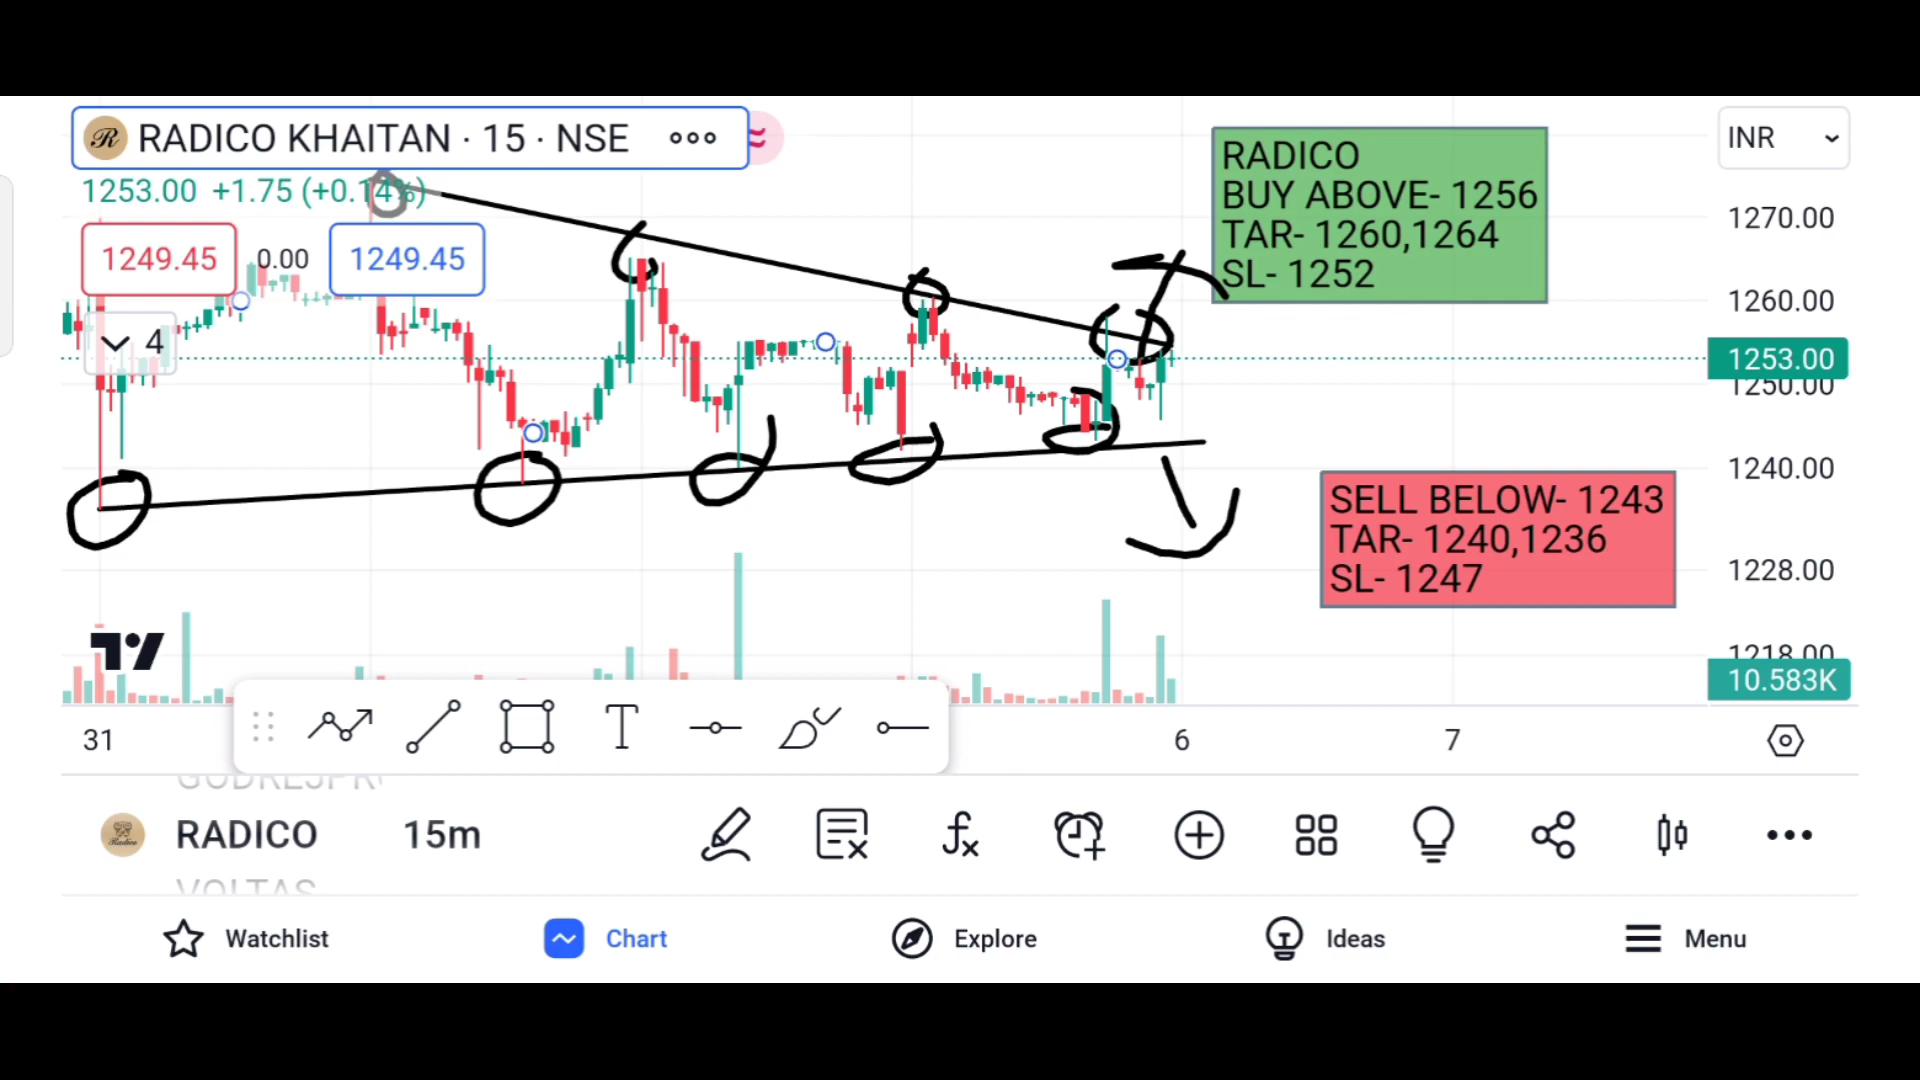 RADICO KHAITAN · 15 · NSE
INR
1253.00 +1.75 (+0.14%)
1249.45
0.00
1249.45
4
RADICO
BUY ABOVE- 1256
TAR- 1260,1264
SL- 1252
1270.00
1260.00
1253.00
1250.00
1240.00
SELL BELOW- 1243
TAR- 1240,1236
SL- 1247
1228.00
1218.00
10.583K
31
6
7
RADICO
15m
VOLTAS
Watchlist
Chart
Explore
Ideas
Menu